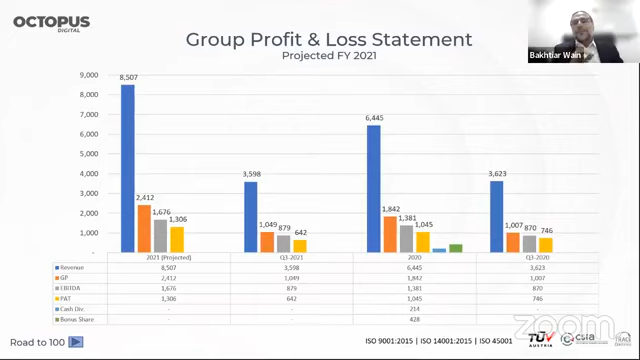 OCTOPUS
DIGITAL
Group Profit & Loss Statement
Projected FY 2021
Bakhtiar Wain
9,000
8,000
7,000
6,000
5,000
4,000
3,000
2,000
1,000
-
8,507
2,412
1,676
1,306
3,598
1,049
879
642
6,445
1,842
1,381
1,045
3,623
1,007
870
746
2021 (Projected) Q3-2021 2020 Q3-2020
Revenue 8,507 3,598 6,445 3,623
GP 2,412 1,049 1,842 1,007
EBITDA 1,676 879 1,381 870
PAT 1,306 642 1,045 746
Cash Div. - - 214 -
Bonus Share - - 428 -
Road to 100
ISO 9001:2015 | ISO 14001:2015 | ISO 45001
TÜV
AUSTRIA
csia
zoom